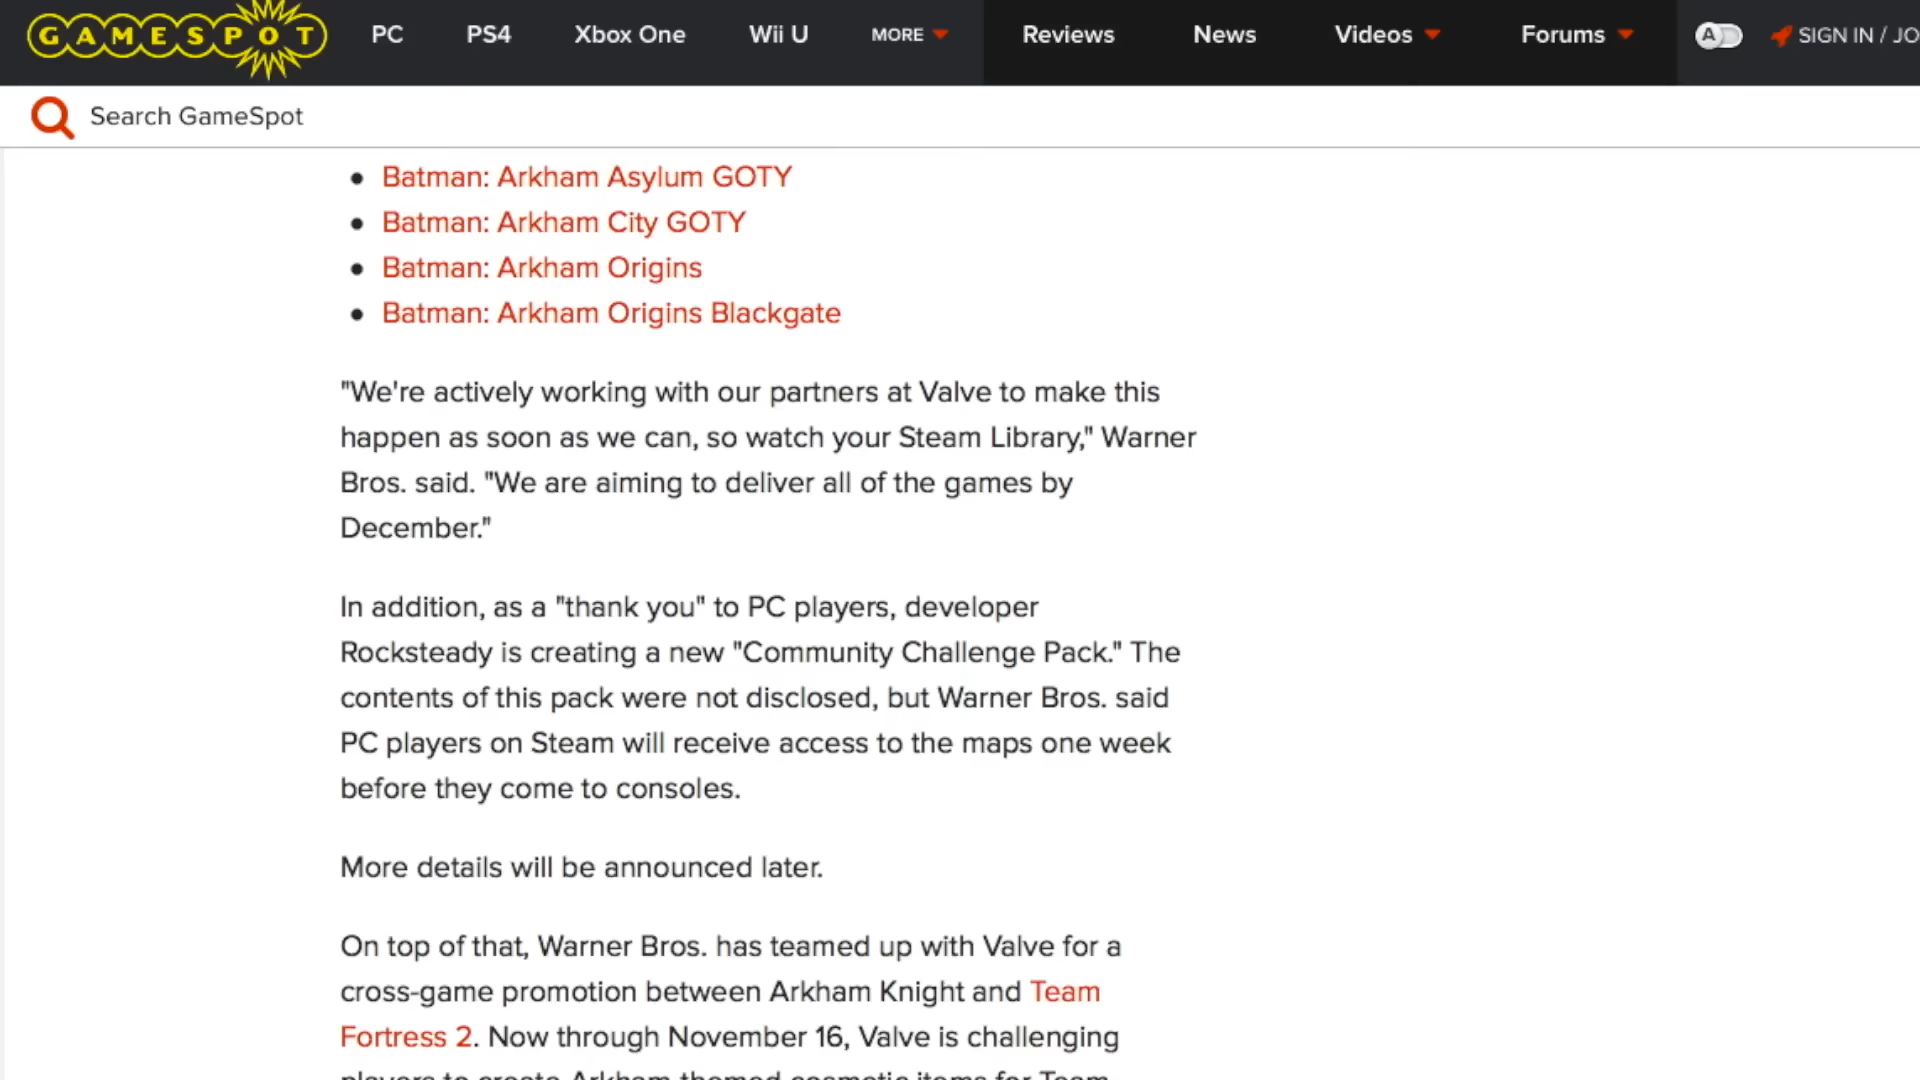 GAMESPOT PC PS4 Xbox One Wii U MORE Reviews News Videos Forums A SIGN IN / JO
Search GameSpot
Batman: Arkham Asylum GOTY
Batman: Arkham City GOTY
Batman: Arkham Origins
Batman: Arkham Origins Blackgate
"We're actively working with our partners at Valve to make this
happen as soon as we can, so watch your Steam Library," Warner
Bros. said. "We are aiming to deliver all of the games by
December."
In addition, as a "thank you" to PC players, developer
Rocksteady is creating a new "Community Challenge Pack." The
contents of this pack were not disclosed, but Warner Bros. said
PC players on Steam will receive access to the maps one week
before they come to consoles.
More details will be announced later.
On top of that, Warner Bros. has teamed up with Valve for a
cross-game promotion between Arkham Knight and Team
Fortress 2. Now through November 16, Valve is challenging
players to create Arkham-themed cosmetic items for Team